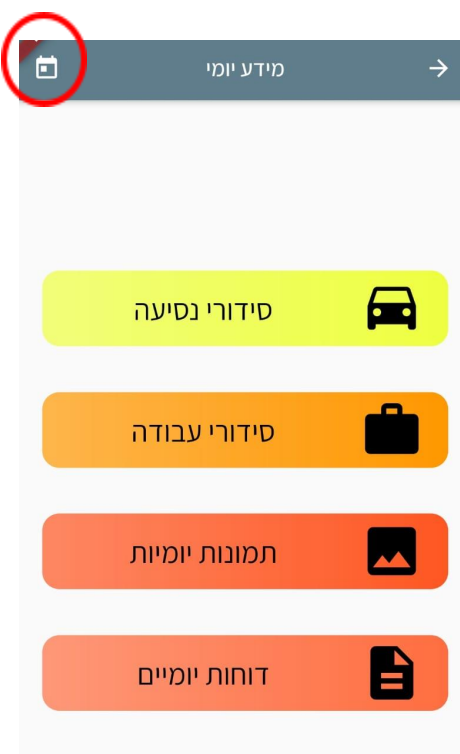 מידע יומי
סידורי נסיעה
סידורי עבודה
תמונות יומיות
דוחות יומיים